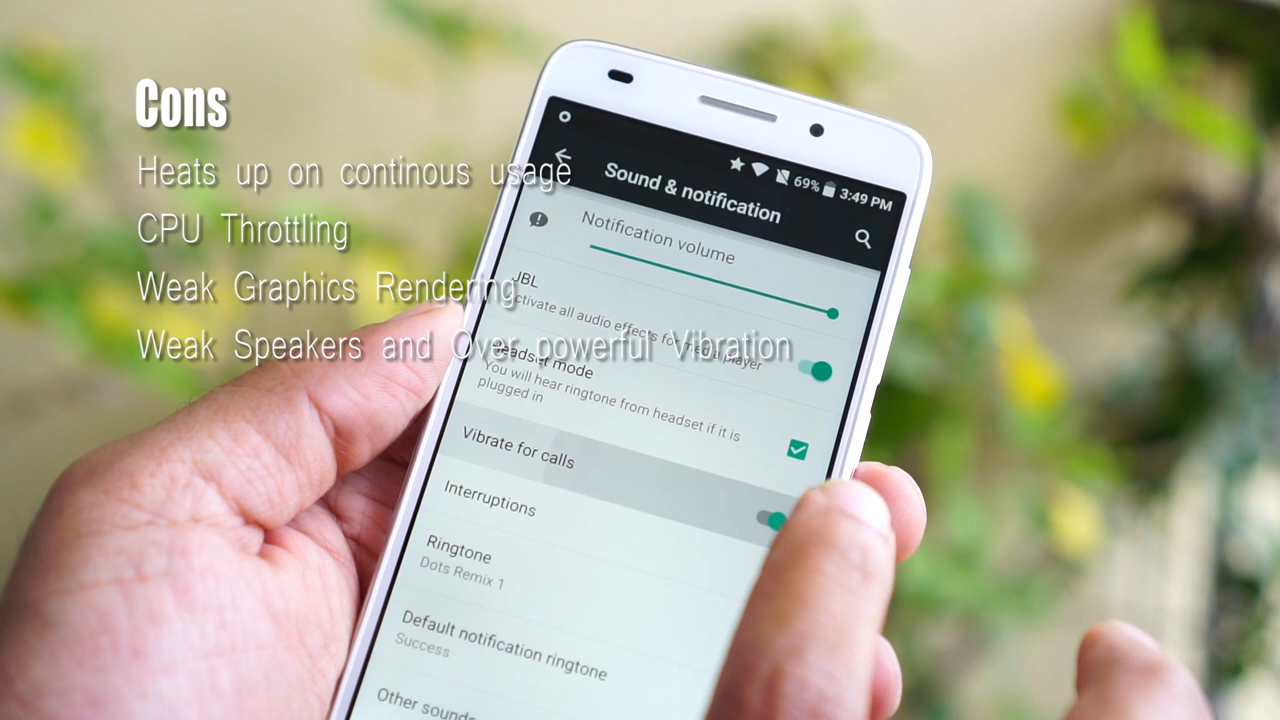 Cons
Heats up on continous usage
CPU Throttling
Weak Graphics Rendering
Weak Speakers and Over powerful Vibration
69% 3:49 PM
Sound & notification
Notification volume
JBL
Activate all audio effects for media player
Headset mode
You will hear ringtone from headset if it is
plugged in
Vibrate for calls
Interruptions
Ringtone
Dots Remix 1
Default notification ringtone
Success
Other sounds